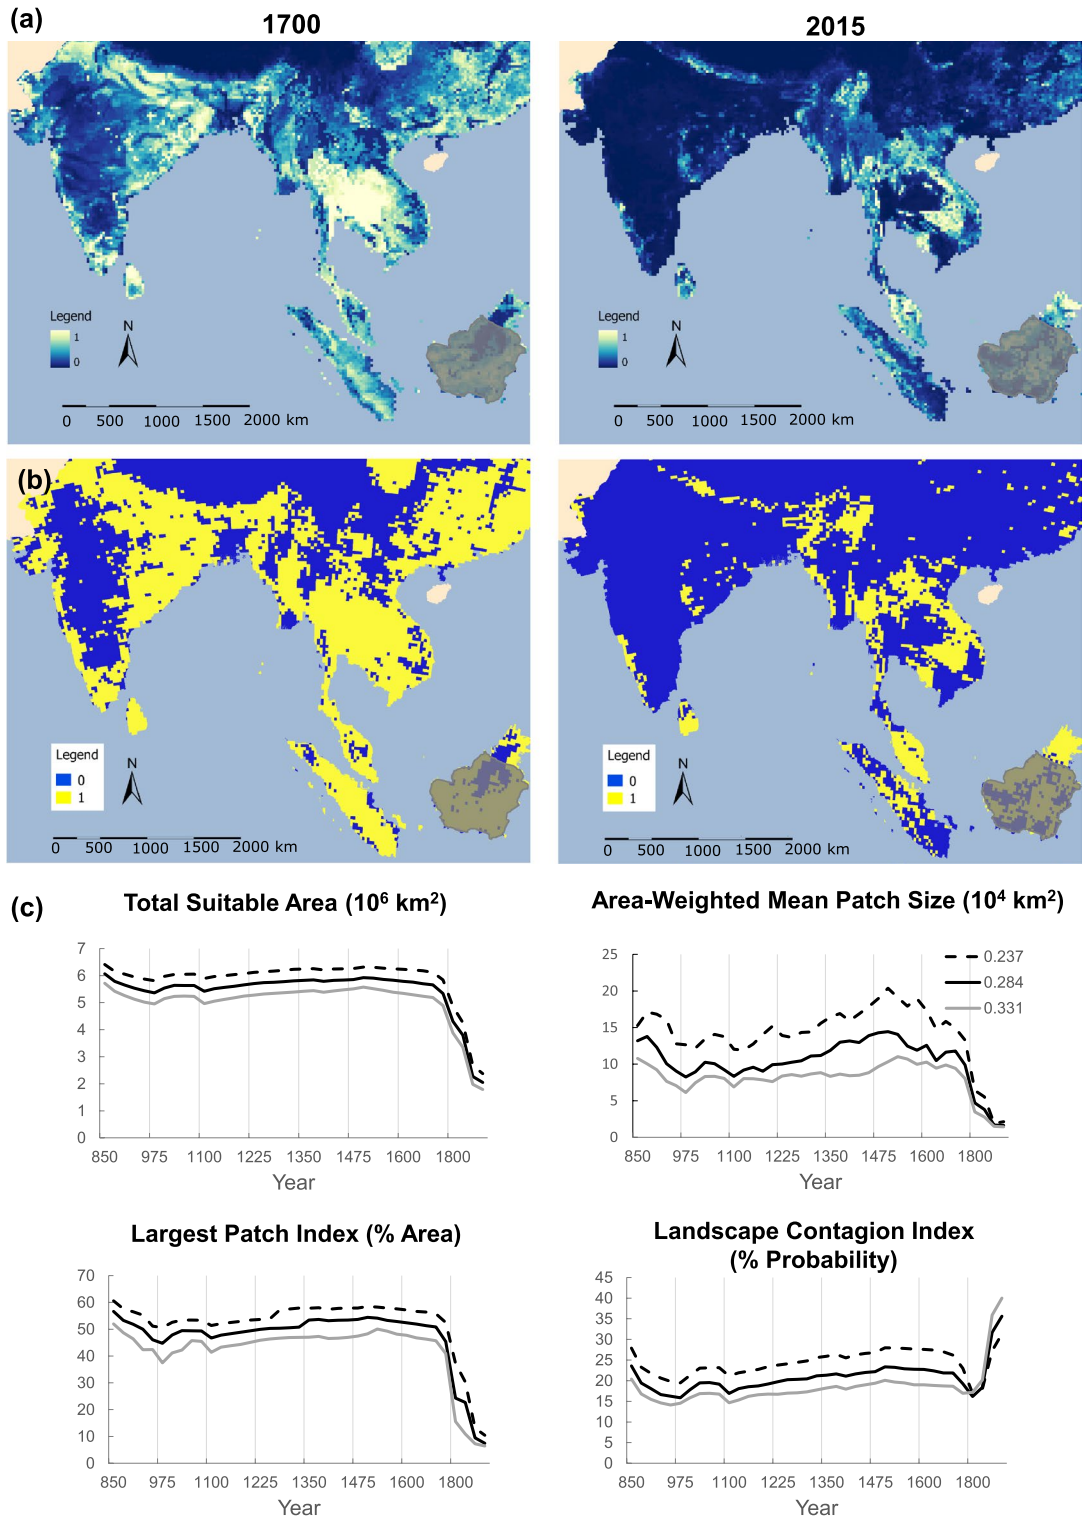 (a)
1700
2015
Legend
1
0
N
0 500 1000 1500 2000 km
Legend
1
0
N
0 500 1000 1500 2000 km
(b)
Legend
0
1
N
0 500 1000 1500 2000 km
Legend
0
1
N
0 500 1000 1500 2000 km
(c)
Total Suitable Area (10⁶ km²)
7
6
5
4
3
2
1
0
850 975 1100 1225 1350 1475 1600 1800
Year
Area-Weighted Mean Patch Size (10⁴ km²)
25
20
15
10
5
0
0.237
0.284
0.331
850 975 1100 1225 1350 1475 1600 1800
Year
Largest Patch Index (% Area)
70
60
50
40
30
20
10
0
850 975 1100 1225 1350 1475 1600 1800
Year
Landscape Contagion Index
(% Probability)
45
40
35
30
25
20
15
10
5
0
850 975 1100 1225 1350 1475 1600 1800
Year